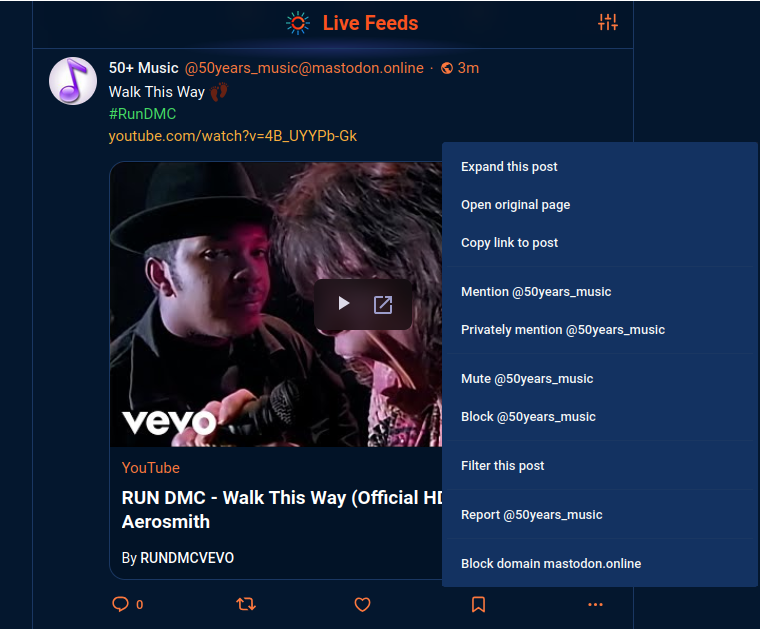 Live Feeds
50+ Music @50years_music@mastodon.online · 3m
Walk This Way
#RunDMC
youtube.com/watch?v=4B_UYYPb-Gk
Expand this post
Open original page
Copy link to post
Mention @50years_music
Privately mention @50years_music
Mute @50years_music
Block @50years_music
Filter this post
Report @50years_music
Block domain mastodon.online
vevo
YouTube
RUN DMC - Walk This Way (Official HD
Aerosmith
By RUNDMCVEVO
0